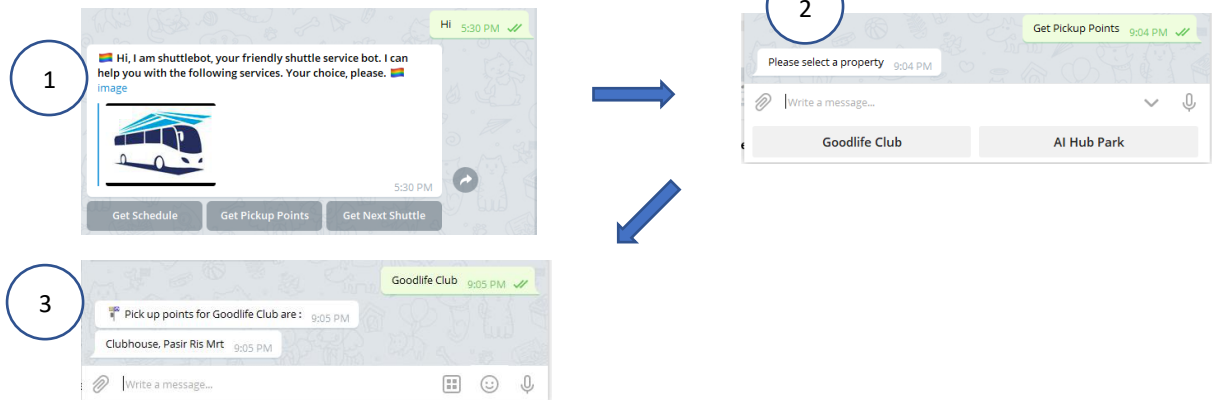 1
Hi 5:30 PM
Hi, I am shuttlebot, your friendly shuttle service bot. I can
help you with the following services. Your choice, please.
image
5:30 PM
Get Schedule Get Pickup Points Get Next Shuttle
2
Get Pickup Points 9:04 PM
Please select a property 9:04 PM
Write a message...
Goodlife Club AI Hub Park
3
Goodlife Club 9:05 PM
Pick up points for Goodlife Club are : 9:05 PM
Clubhouse, Pasir Ris Mrt 9:05 PM
Write a message...